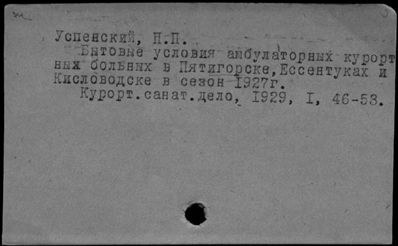 Успенский, Н.П.
Бытовые условия амбулаторных курорт
ных больных в Пятигорске,Ессентуках и
Кисловодске в сезон 1927г.
Курорт.санат.дело, 1929, I, 46-53.